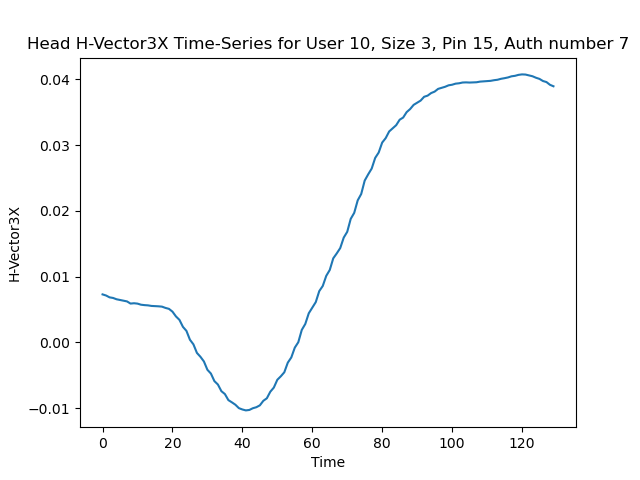 Head H-Vector3X Time-Series for User 10, Size 3, Pin 15, Auth number 7
0.04
0.03
0.02
0.01
0.00
−0.01
H-Vector3X
0 20 40 60 80 100 120
Time